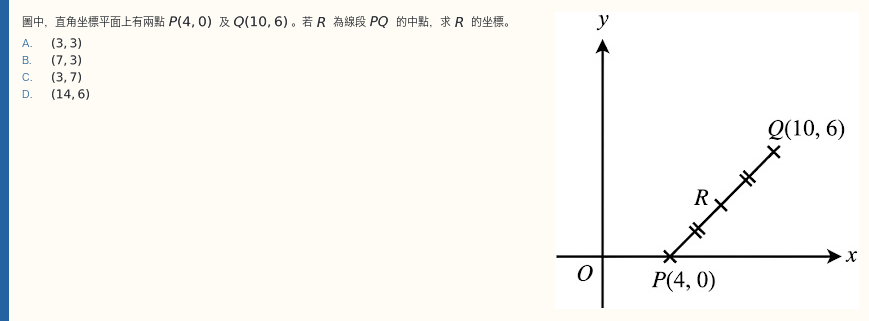 圖中，直角坐標平面上有兩點 P(4, 0) 及 Q(10, 6)。若 R 為線段 PQ 的中點，求 R 的坐標。
A. (3, 3)
B. (7, 3)
C. (3, 7)
D. (14, 6)
y
Q(10, 6)
R
x
O
P(4, 0)